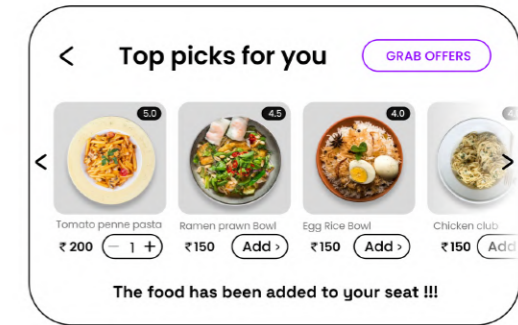 Top picks for you
GRAB OFFERS
5.0
4.5
4.0
Tomato penne pasta
Ramen prawn Bowl
Egg Rice Bowl
Chicken club
₹ 200 — 1 +
₹150 Add >
₹150 Add >
₹150 Add
The food has been added to your seat !!!